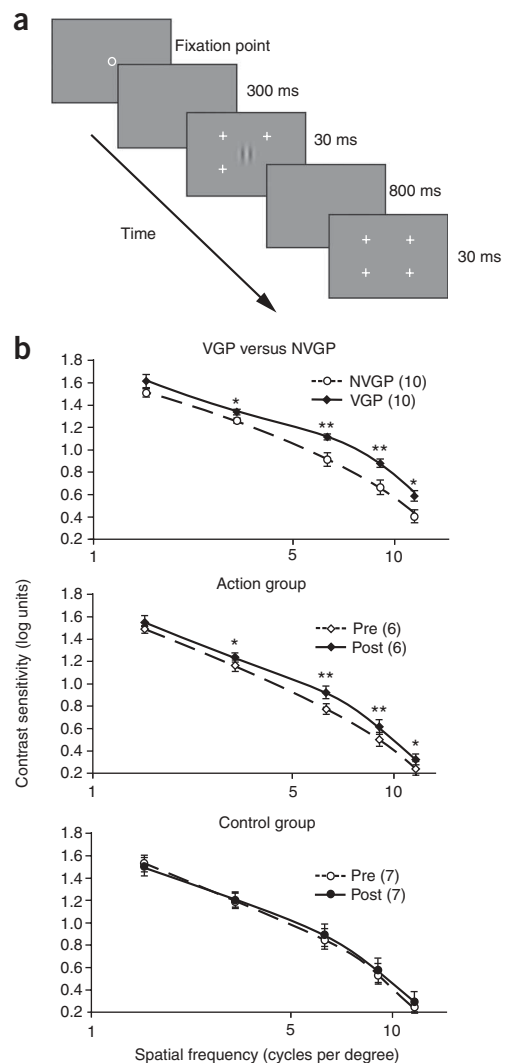 a
Fixation point
300 ms
30 ms
800 ms
30 ms
Time
b
VGP versus NVGP
1.8
1.6
1.4
1.2
1.0
0.8
0.6
0.4
0.2
NVGP (10)
VGP (10)
*
**
**
*
1
5
10
Contrast sensitivity (log units)
Action group
1.8
1.6
1.4
1.2
1.0
0.8
0.6
0.4
0.2
Pre (6)
Post (6)
*
**
**
*
1
5
10
Control group
1.8
1.6
1.4
1.2
1.0
0.8
0.6
0.4
0.2
Pre (7)
Post (7)
1
5
10
Spatial frequency (cycles per degree)